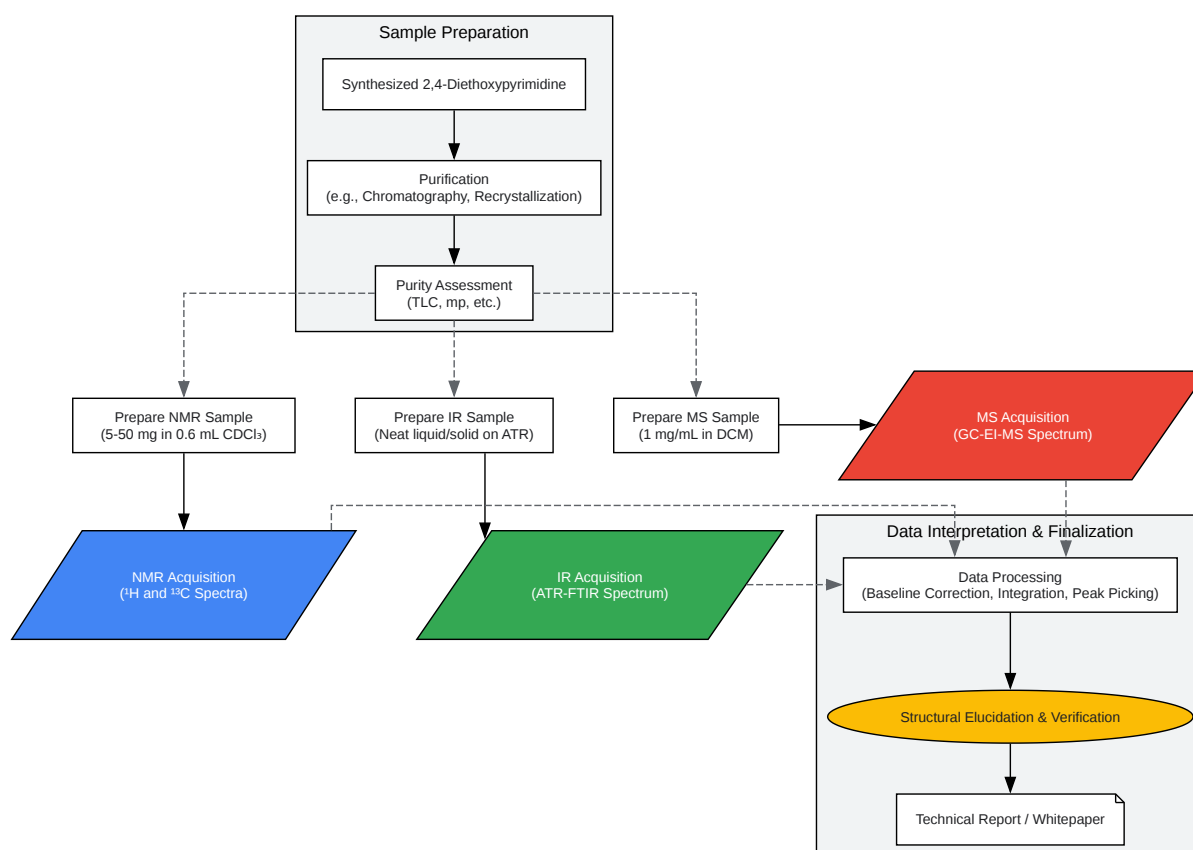 Sample Preparation
Synthesized 2,4-Diethoxypyrimidine
Purification
(e.g., Chromatography, Recrystallization)
Purity Assessment
(TLC, mp, etc.)
Prepare NMR Sample
(5-50 mg in 0.6 mL CDCl₃)
Prepare IR Sample
(Neat liquid/solid on ATR)
Prepare MS Sample
(1 mg/mL in DCM)
MS Acquisition
(GC-EI-MS Spectrum)
NMR Acquisition
(¹H and ¹³C Spectra)
IR Acquisition
(ATR-FTIR Spectrum)
Data Interpretation & Finalization
Data Processing
(Baseline Correction, Integration, Peak Picking)
Structural Elucidation & Verification
Technical Report / Whitepaper